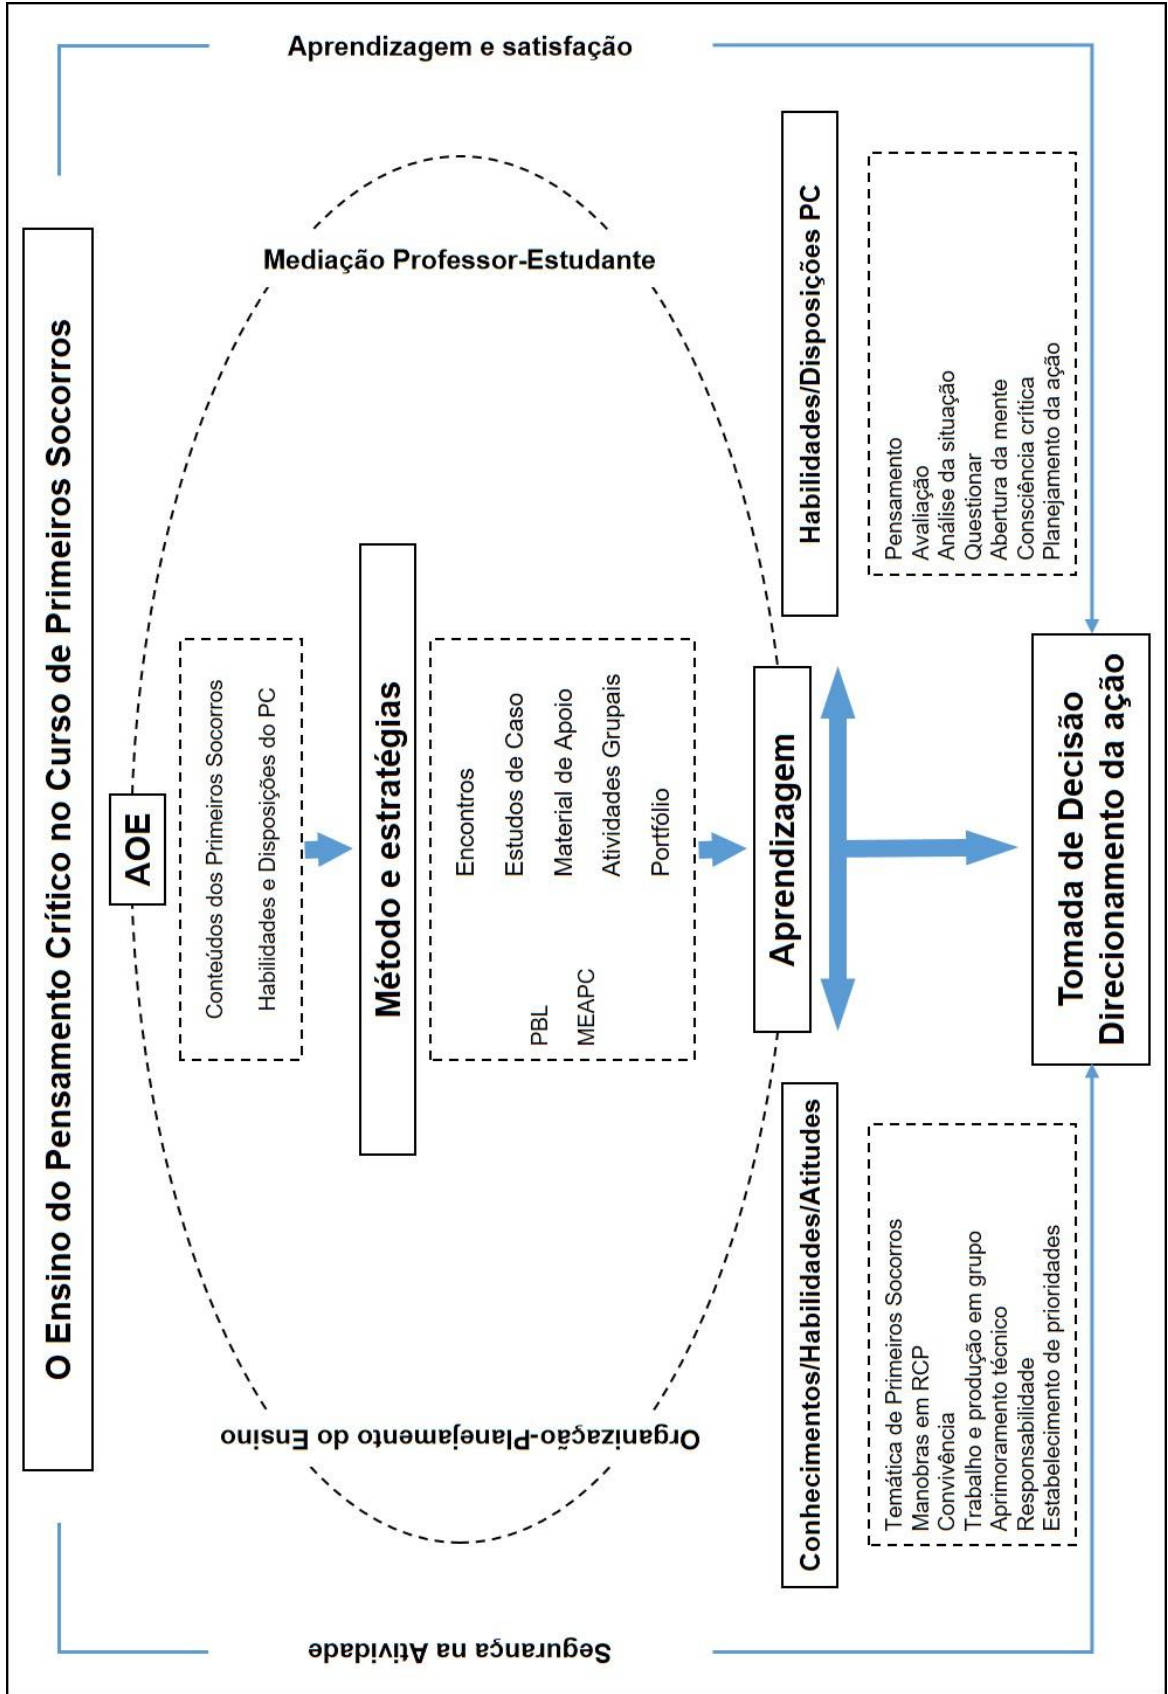 O Ensino do Pensamento Crítico no Curso de Primeiros Socorros
AOE
Conteúdos dos Primeiros Socorros
Habilidades e Disposições do PC
Método e estratégias
PBL
MEAPC
Encontros
Estudos de Caso
Material de Apoio
Atividades Grupais
Portfólio
Organização-Planejamento do Ensino
Mediação Professor-Estudante
Segurança na Atividade
Aprendizagem e satisfação
Aprendizagem
Conhecimentos/Habilidades/Atitudes
Temática de Primeiros Socorros
Manobras em RCP
Convivência
Trabalho e produção em grupo
Aprimoramento técnico
Responsabilidade
Estabelecimento de prioridades
Habilidades/Disposições PC
Pensamento
Avaliação
Análise da situação
Questionar
Abertura da mente
Consciência crítica
Planejamento da ação
Tomada de Decisão
Direcionamento da ação